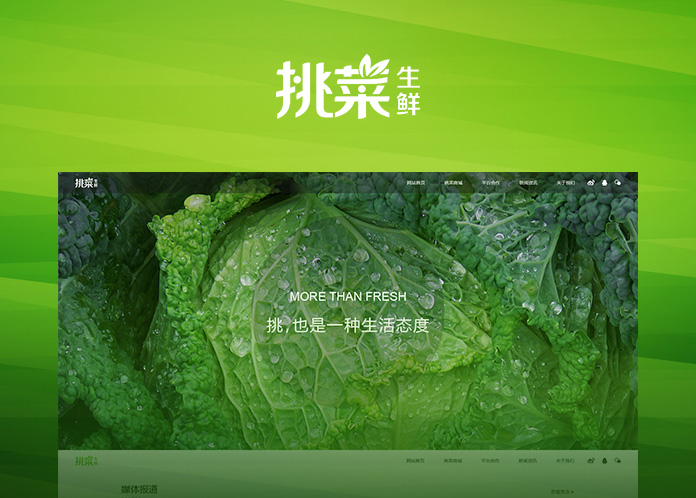 挑菜
生鲜
挑菜 生鲜
网站首页 挑菜商城 平台合作 新闻资讯 关于我们
MORE THAN FRESH
挑,也是一种生活态度
挑菜 生鲜
网站首页 挑菜商城 平台合作 新闻资讯 关于我们
媒体报道